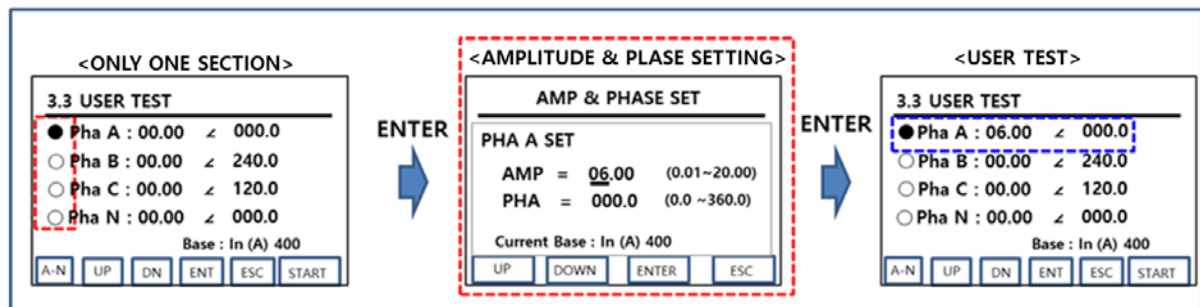 <ONLY ONE SECTION>
3.3 USER TEST
Pha A : 00.00 ∠ 000.0
Pha B : 00.00 ∠ 240.0
Pha C : 00.00 ∠ 120.0
Pha N : 00.00 ∠ 000.0
Base : In (A) 400
A-N UP DN ENT ESC START
ENTER
<AMPLITUDE & PLASE SETTING>
AMP & PHASE SET
PHA A SET
AMP = 06.00 (0.01~20.00)
PHA = 000.0 (0.0 ~360.0)
Current Base : In (A) 400
UP DOWN ENTER ESC
ENTER
<USER TEST>
3.3 USER TEST
Pha A : 06.00 ∠ 000.0
Pha B : 00.00 ∠ 240.0
Pha C : 00.00 ∠ 120.0
Pha N : 00.00 ∠ 000.0
Base : In (A) 400
A-N UP DN ENT ESC START